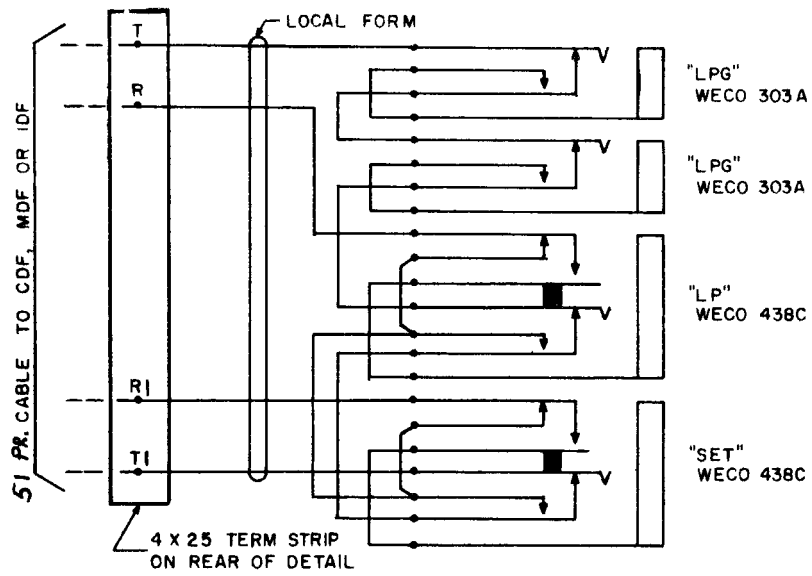 51 PR. CABLE TO CDF, MDF OR IDF
T
R
R1
T1
LOCAL FORM
"LPG"
WECO 303A
"LPG"
WECO 303A
"LP"
WECO 438C
"SET"
WECO 438C
4 X 25 TERM STRIP
ON REAR OF DETAIL